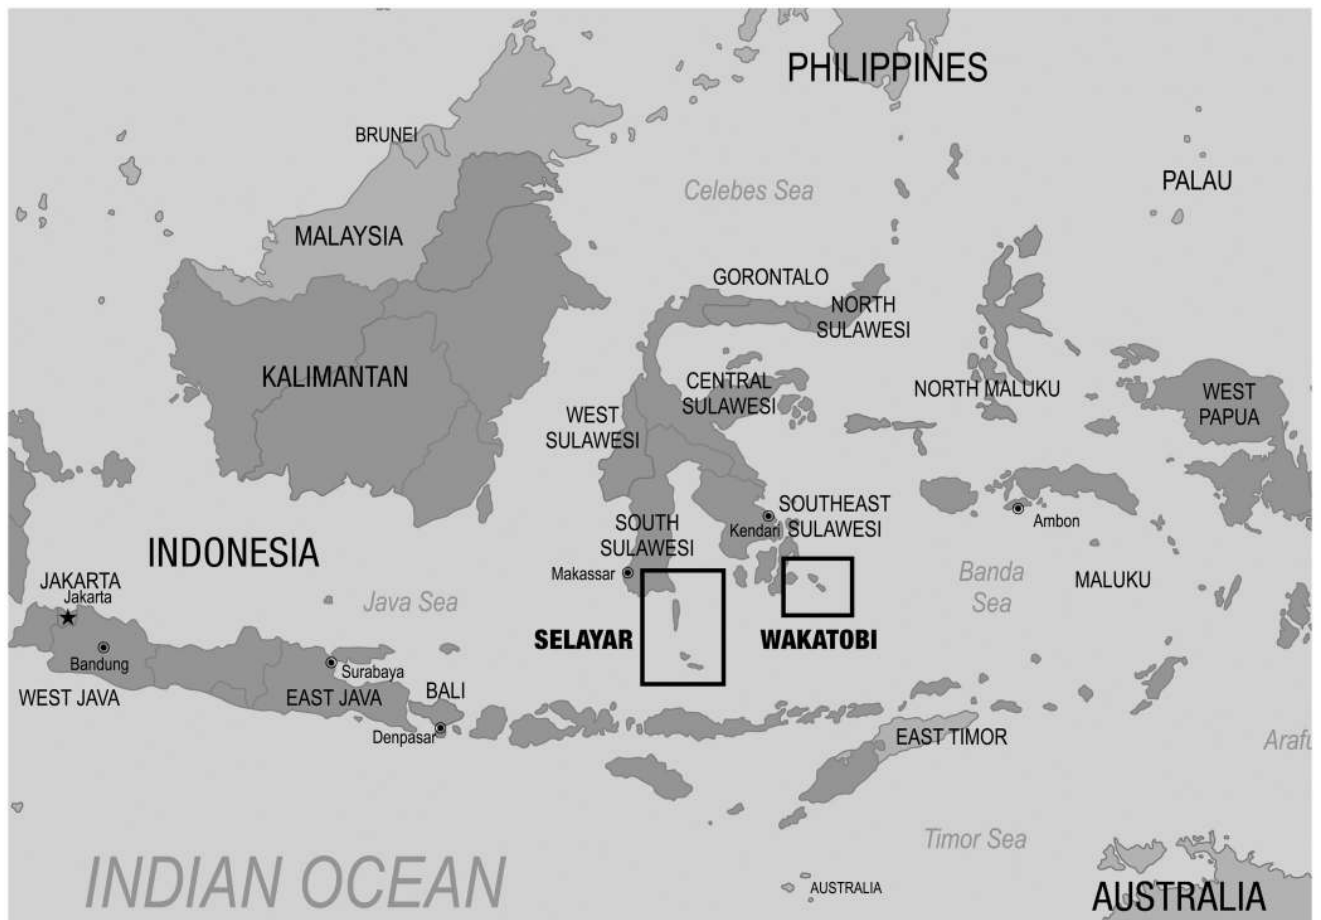 PHILIPPINES
BRUNEI
Celebes Sea
PALAU
MALAYSIA
GORONTALO
NORTH
SULAWESI
KALIMANTAN
CENTRAL
SULAWESI
NORTH MALUKU
WEST
PAPUA
WEST
SULAWESI
SOUTHEAST
SULAWESI
Kendari
Ambon
SOUTH
SULAWESI
INDONESIA
Makassar
Banda
Sea
MALUKU
JAKARTA
Jakarta
Java Sea
SELAYAR
WAKATOBI
Bandung
Surabaya
WEST JAVA
EAST JAVA
BALI
Denpasar
EAST TIMOR
Arafu
Timor Sea
INDIAN OCEAN
AUSTRALIA
AUSTRALIA